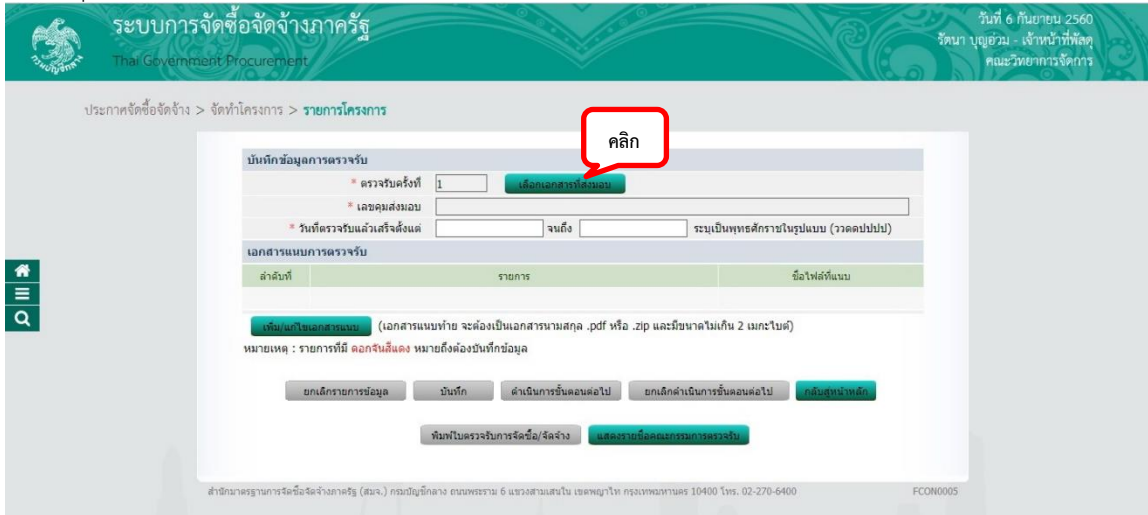 ระบบการจัดซื้อจัดจ้างภาครัฐ
Thai Government Procurement
วันที่ 6 กันยายน 2560
รัตนา บุญอ่วม - เจ้าหน้าที่พัสดุ
คณะวิทยาการจัดการ
ประกาศจัดซื้อจัดจ้าง > จัดทำโครงการ > รายการโครงการ
คลิก
บันทึกข้อมูลการตรวจรับ
* ตรวจรับครั้งที่ 1 เลือกเอกสารที่ส่งมอบ
* เลขคุมส่งมอบ
* วันที่ตรวจรับแล้วเสร็จตั้งแต่ จนถึง ระบุเป็นพุทธศักราชในรูปแบบ (ววดดปปปป)
เอกสารแนบการตรวจรับ
ลำดับที่ รายการ ชื่อไฟล์ที่แนบ
เพิ่ม/แก้ไขเอกสารแนบ (เอกสารแนบท้าย จะต้องเป็นเอกสารนามสกุล .pdf หรือ .zip และมีขนาดไม่เกิน 2 เมกะไบต์)
หมายเหตุ : รายการที่มี ดอกจันสีแดง หมายถึงต้องบันทึกข้อมูล
ยกเลิกรายการข้อมูล บันทึก ดำเนินการขั้นตอนต่อไป ยกเลิกดำเนินการขั้นตอนต่อไป กลับสู่หน้าหลัก
พิมพ์ใบตรวจรับการจัดซื้อ/จัดจ้าง แสดงรายชื่อคณะกรรมการตรวจรับ
สำนักมาตรฐานการจัดซื้อจัดจ้างภาครัฐ (สมจ.) กรมบัญชีกลาง ถนนพระราม 6 แขวงสามเสนใน เขตพญาไท กรุงเทพมหานคร 10400 โทร. 02-270-6400 FCON0005